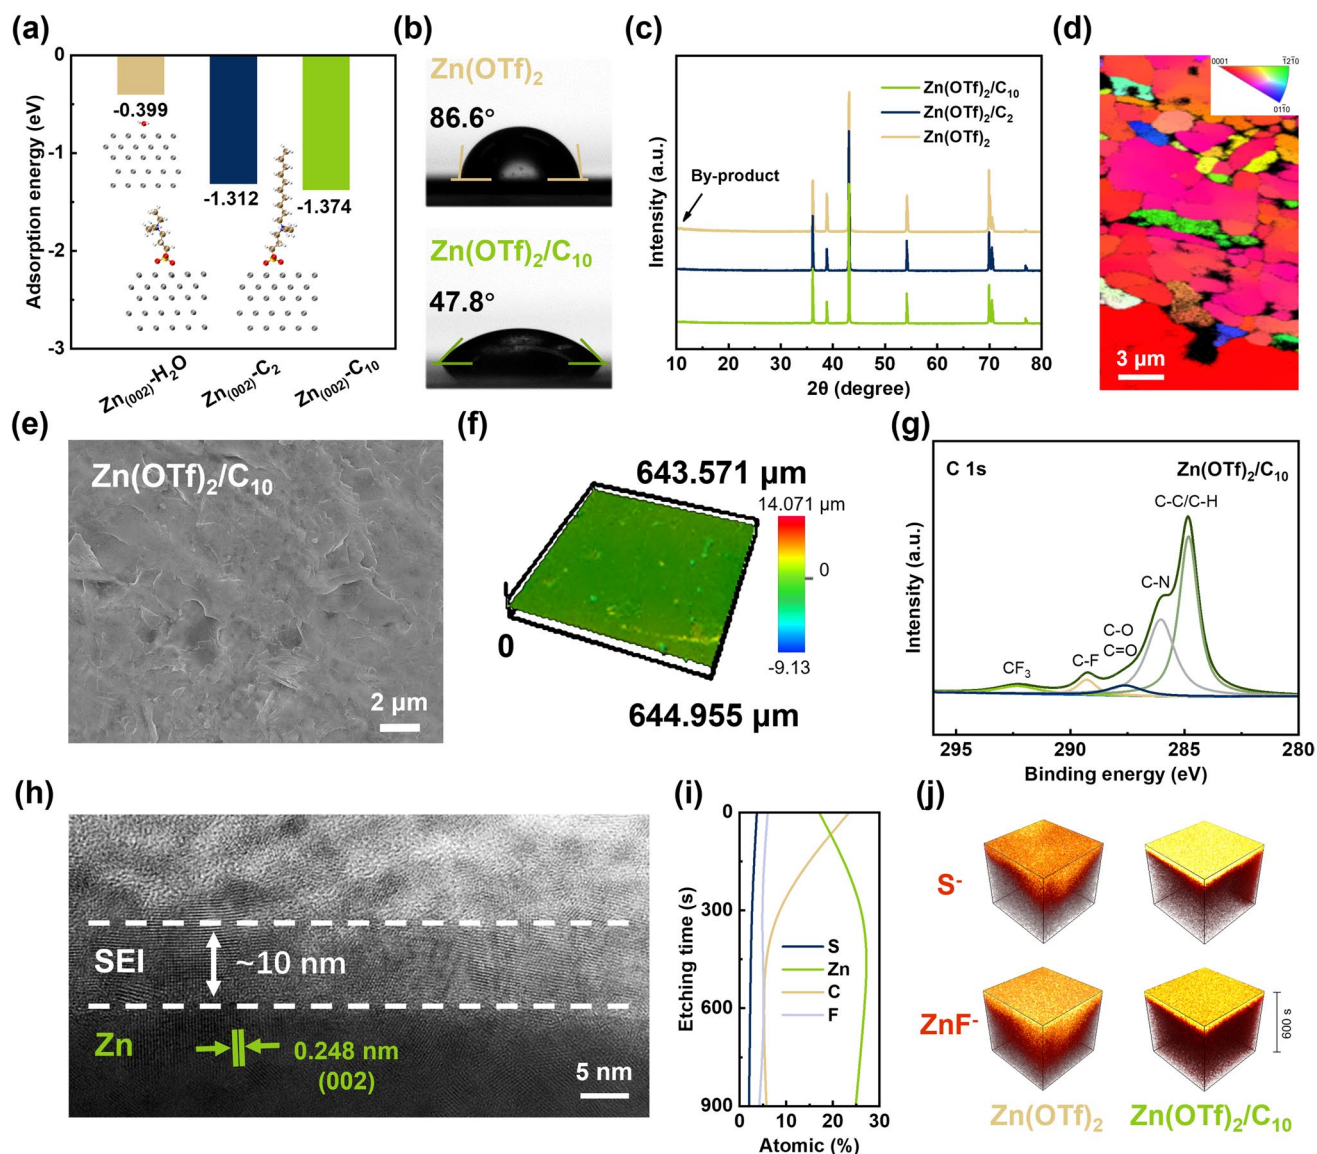 (a)
0
-1
-2
-3
Adsorption energy (eV)
-0.399
-1.312
-1.374
Zn(002)-H2O
Zn(002)-C2
Zn(002)-C10
(b)
Zn(OTf)2
86.6°
Zn(OTf)2/C10
47.8°
(c)
Intensity (a.u.)
Zn(OTf)2/C10
Zn(OTf)2/C2
Zn(OTf)2
By-product
10 20 30 40 50 60 70 80
2θ (degree)
(d)
0001
1̄21̄0
011̄0
3 μm
(e)
Zn(OTf)2/C10
2 μm
(f)
643.571 μm
14.071 μm
0
-9.13
0
644.955 μm
(g)
C 1s
Zn(OTf)2/C10
C-C/C-H
C-N
C-O
C=O
C-F
CF3
Intensity (a.u.)
295 290 285 280
Binding energy (eV)
(h)
SEI
~10 nm
Zn
0.248 nm
(002)
5 nm
(i)
0
300
600
900
Etching time (s)
S
Zn
C
F
0 10 20 30
Atomic (%)
(j)
S-
ZnF-
600 s
Zn(OTf)2
Zn(OTf)2/C10